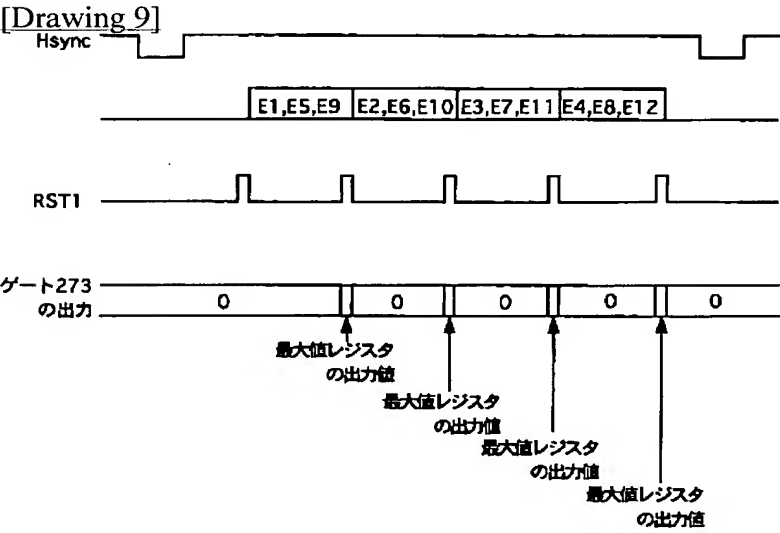 [Drawing 9]
Hsync
E1,E5,E9 E2,E6,E10 E3,E7,E11 E4,E8,E12
RST1
ゲート273
の出力
0 0 0 0 0
最大値レジスタ
の出力値
最大値レジスタ
の出力値
最大値レジスタ
の出力値
最大値レジスタ
の出力値